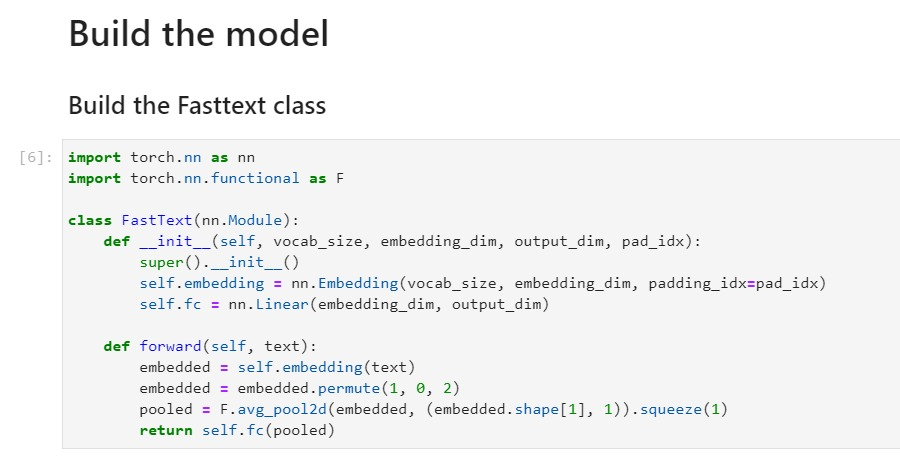 Build the model
Build the Fasttext class
[6]: import torch.nn as nn
import torch.nn.functional as F
class FastText(nn.Module):
    def __init__(self, vocab_size, embedding_dim, output_dim, pad_idx):
        super().__init__()
        self.embedding = nn.Embedding(vocab_size, embedding_dim, padding_idx=pad_idx)
        self.fc = nn.Linear(embedding_dim, output_dim)
    def forward(self, text):
        embedded = self.embedding(text)
        embedded = embedded.permute(1, 0, 2)
        pooled = F.avg_pool2d(embedded, (embedded.shape[1], 1)).squeeze(1)
        return self.fc(pooled)